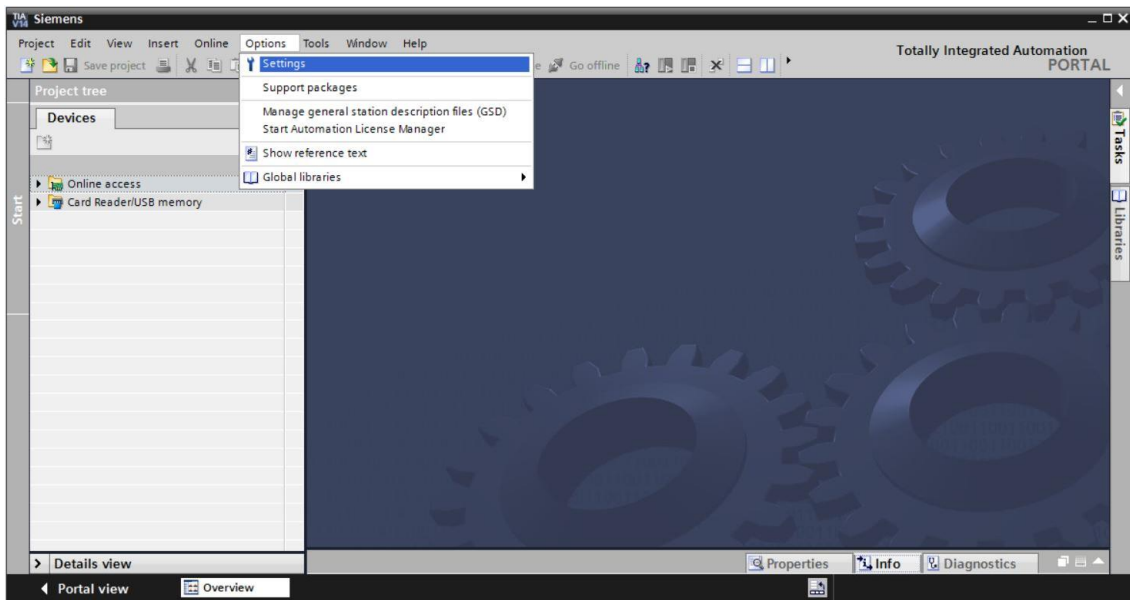 TIA V14 Siemens
Project Edit View Insert Online Options Tools Window Help
Totally Integrated Automation
PORTAL
Save project
Go offline
Settings
Support packages
Manage general station description files (GSD)
Start Automation License Manager
Show reference text
Global libraries
Project tree
Devices
Online access
Card Reader/USB memory
Start
Tasks
Libraries
Details view
Properties Info Diagnostics
Portal view Overview